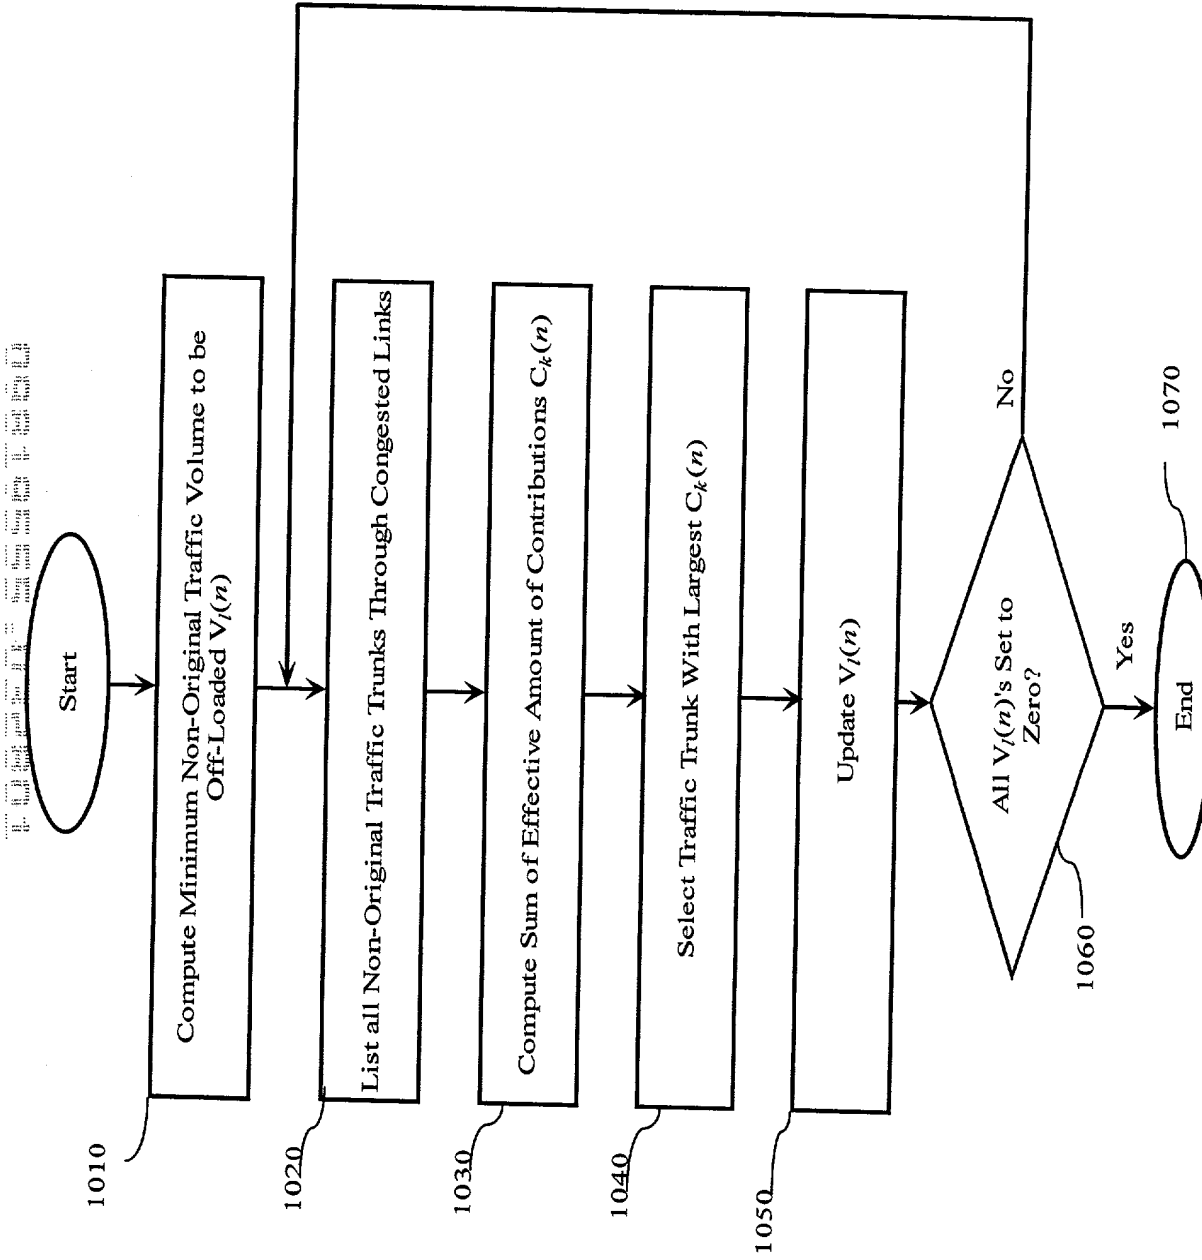 Start
1010
Compute Minimum Non-Original Traffic Volume to be
Off-Loaded V_l(n)
1020
List all Non-Original Traffic Trunks Through Congested Links
1030
Compute Sum of Effective Amount of Contributions C_k(n)
1040
Select Traffic Trunk With Largest C_k(n)
1050
Update V_l(n)
1060
All V_l(n)'s Set to
Zero?
No
Yes
1070
End